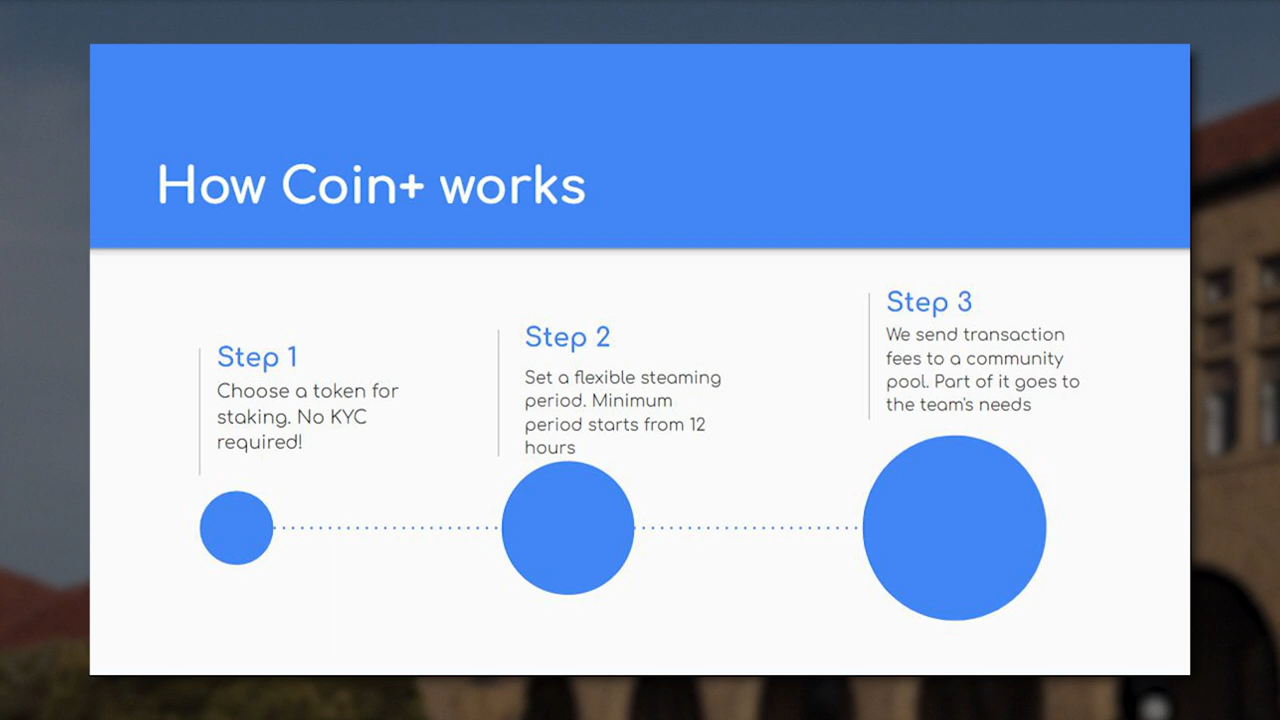 How Coin+ works
Step 1
Choose a token for
staking. No KYC
required!
Step 2
Set a flexible steaming
period. Minimum
period starts from 12
hours
Step 3
We send transaction
fees to a community
pool. Part of it goes to
the team's needs